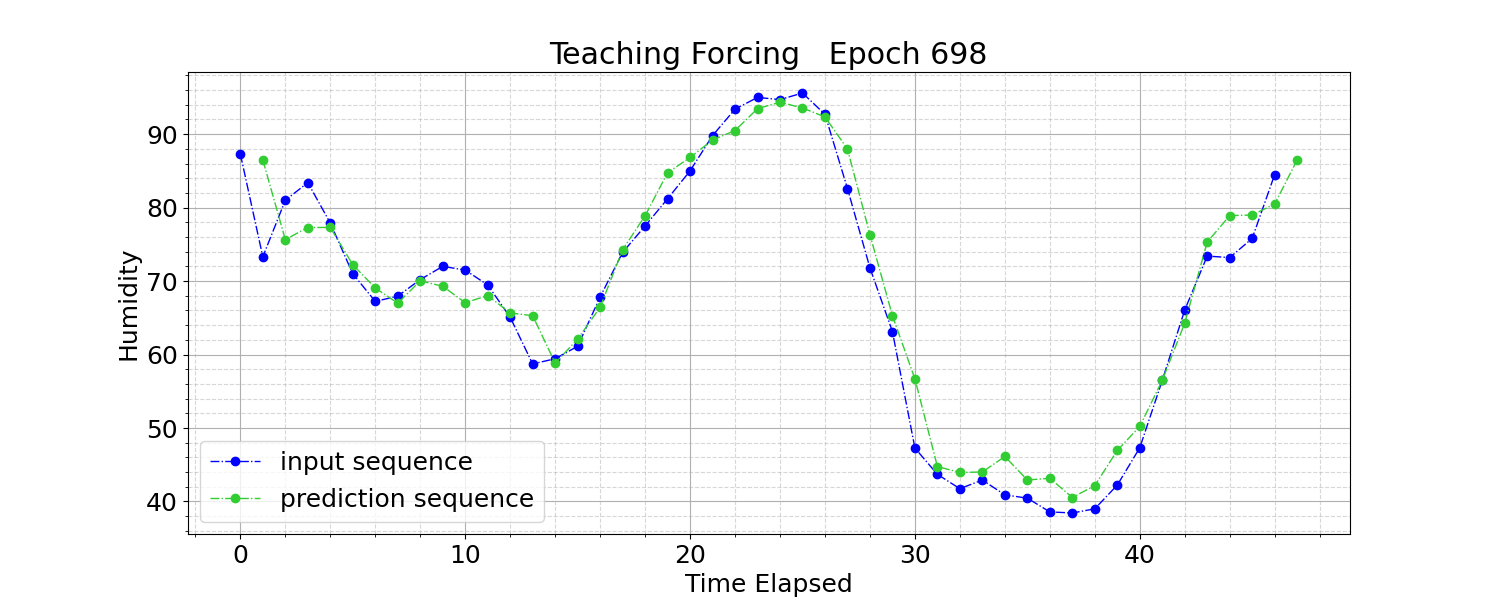 Teaching Forcing   Epoch 698
Humidity
90
80
70
60
50
40
input sequence
prediction sequence
0 10 20 30 40
Time Elapsed